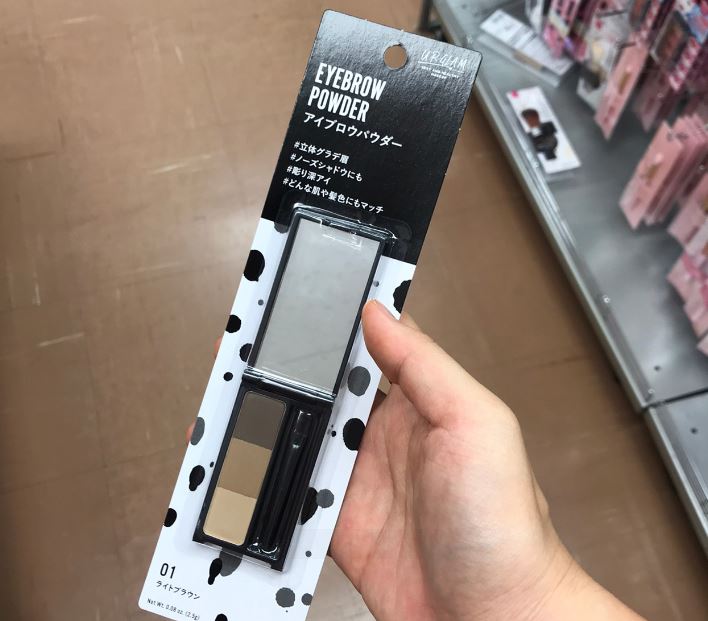 URGLAM
EYEBROW
POWDER
アイブロウパウダー
#立体グラデ眉
#ノーズシャドウにも
#彫り深アイ
#どんな肌や髪色にもマッチ
01
ライトブラウン
Net Wt. 0.08 oz. (2.5g)